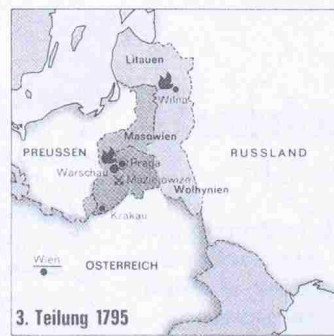 Litauen
Wilna
Masowien
PREUSSEN
Praga
RUSSLAND
Warschau
Maciejowice
Wolhynien
Krakau
Wien
ÖSTERREICH
3. Teilung 1795